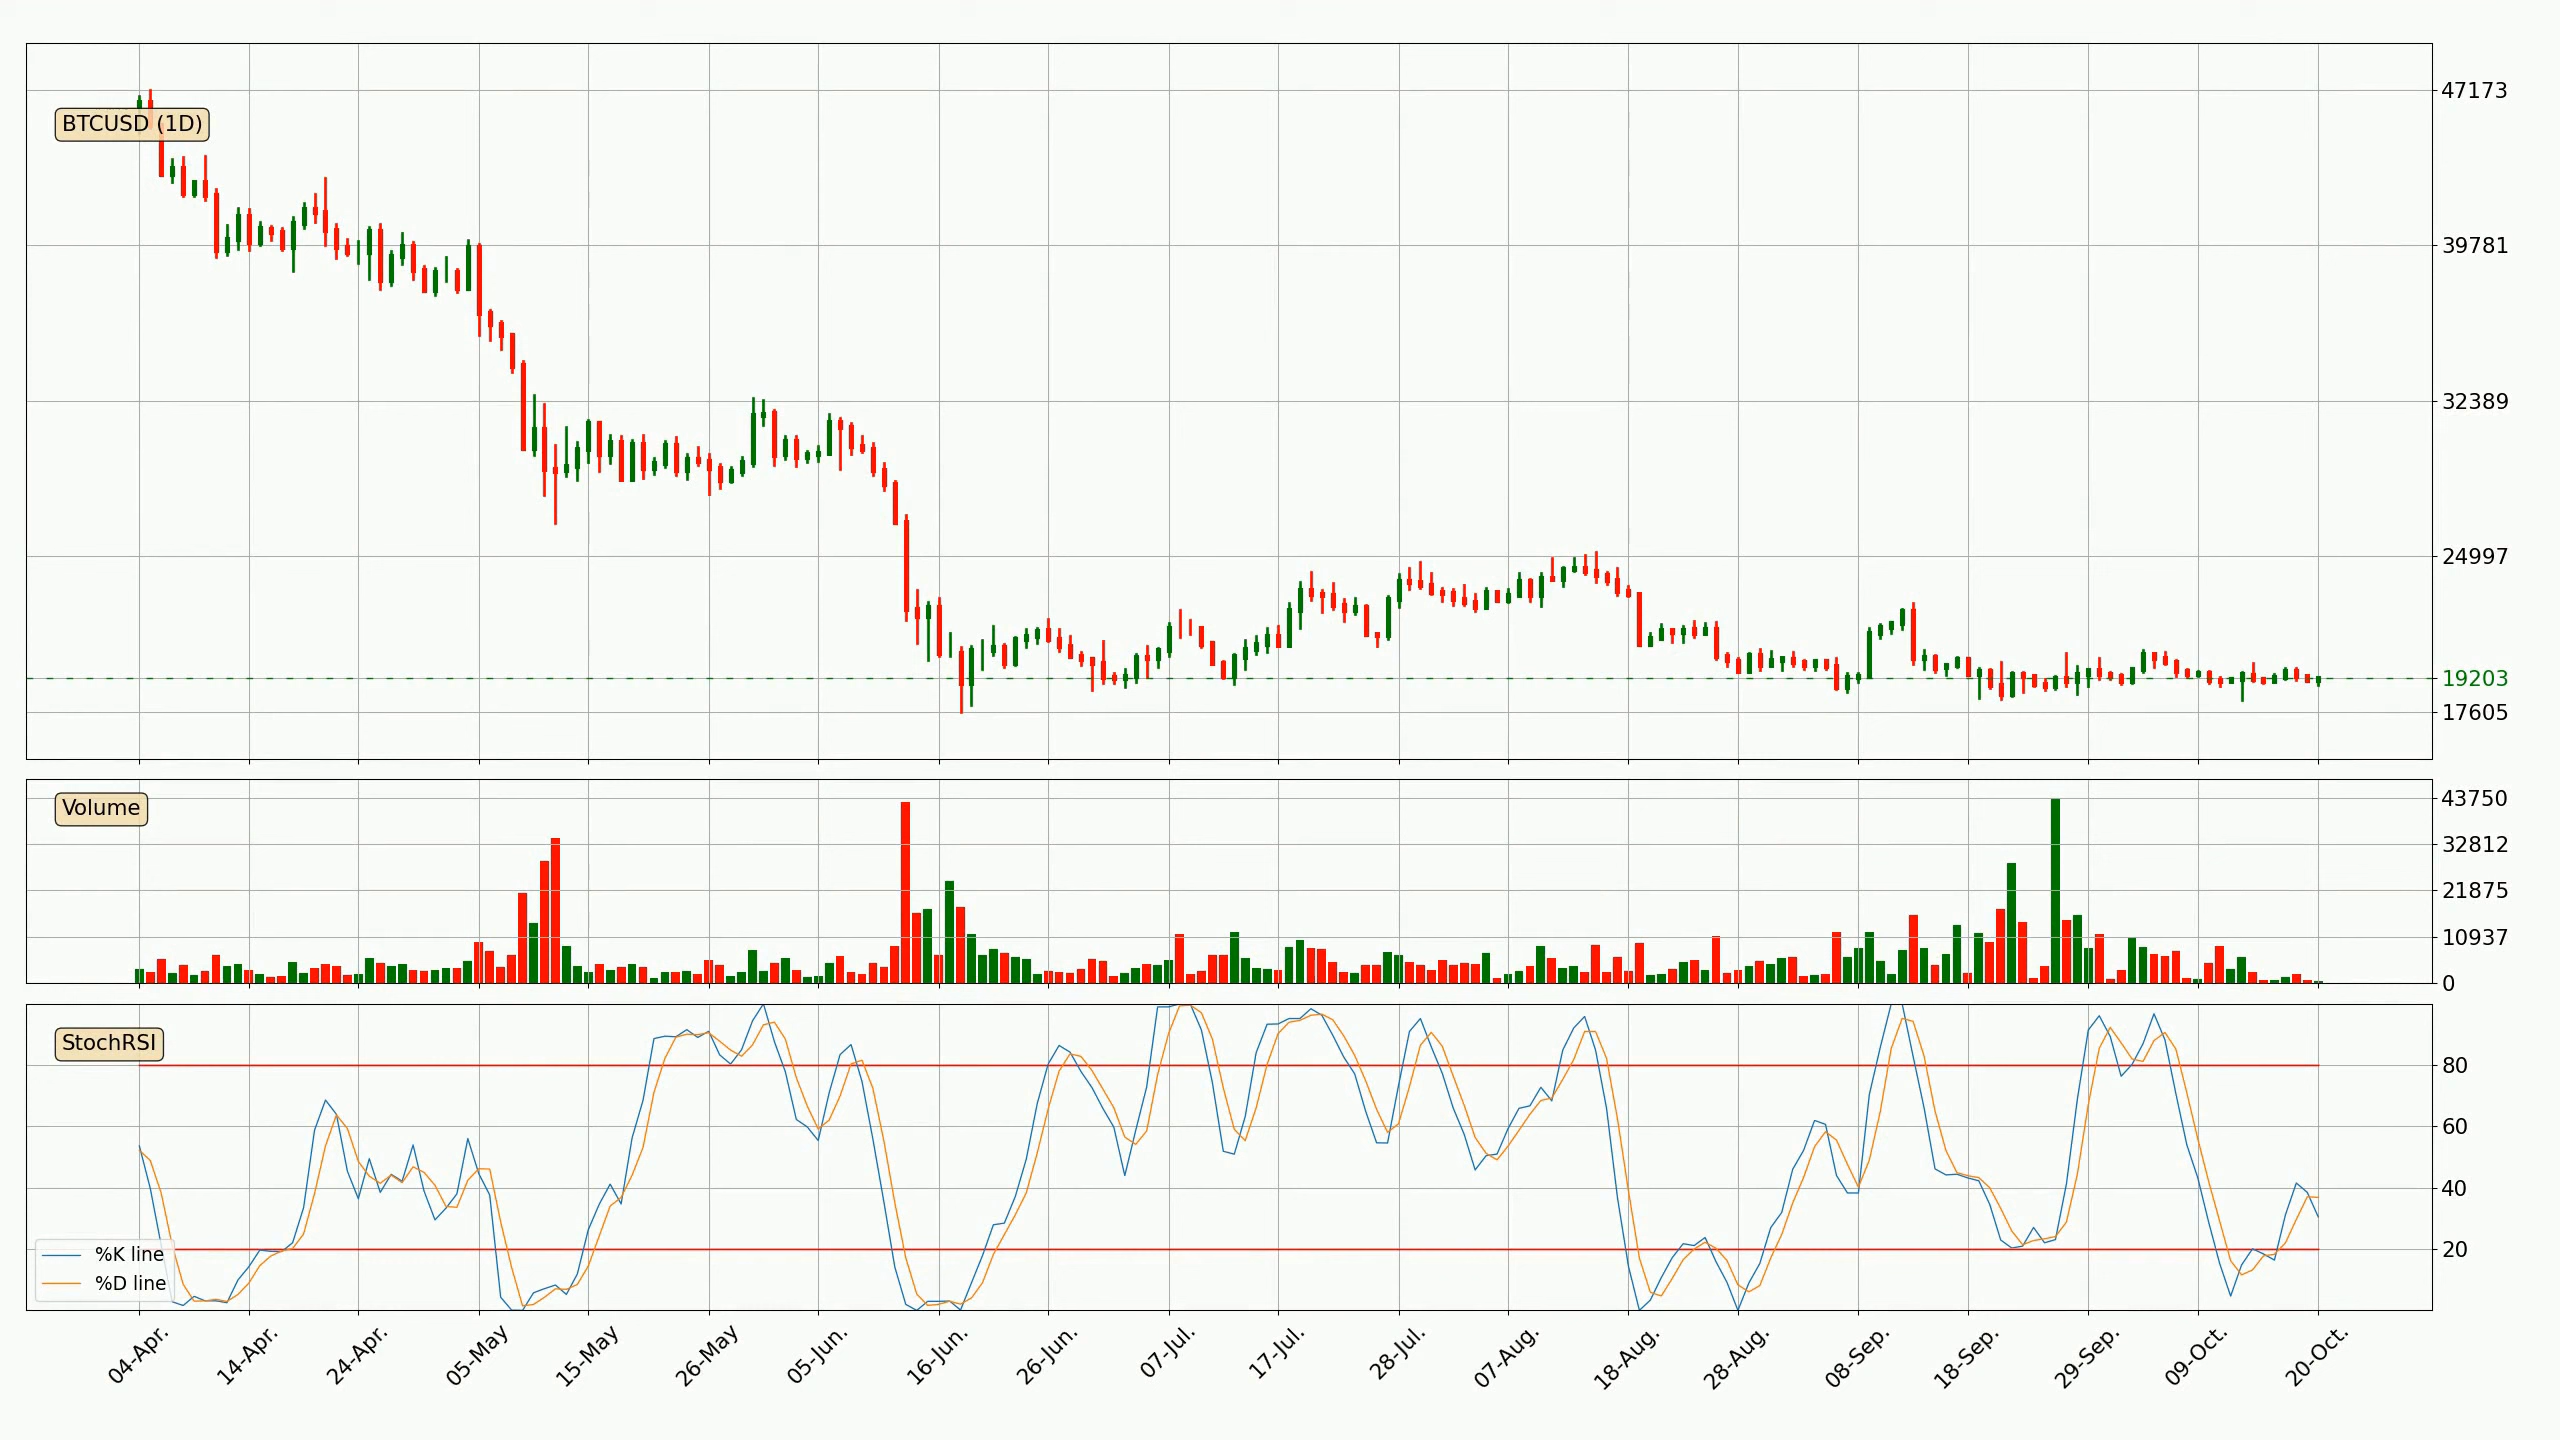 BTCUSD (1D)
47173
39781
32389
24997
19203
17605
Volume
43750
32812
21875
10937
0
StochRSI
80
60
40
20
%K line
%D line
04-Apr.
14-Apr.
24-Apr.
05-May
15-May
26-May
05-Jun.
16-Jun.
26-Jun.
07-Jul.
17-Jul.
28-Jul.
07-Aug.
18-Aug.
28-Aug.
08-Sep.
18-Sep.
29-Sep.
09-Oct.
20-Oct.